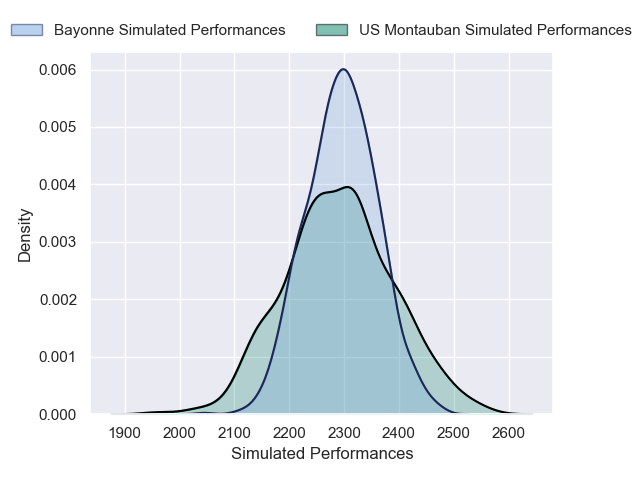 Bayonne Simulated Performances US Montauban Simulated Performances
0.006
0.005
0.004
0.003
0.002
0.001
0.000
Density
1900 2000 2100 2200 2300 2400 2500 2600
Simulated Performances